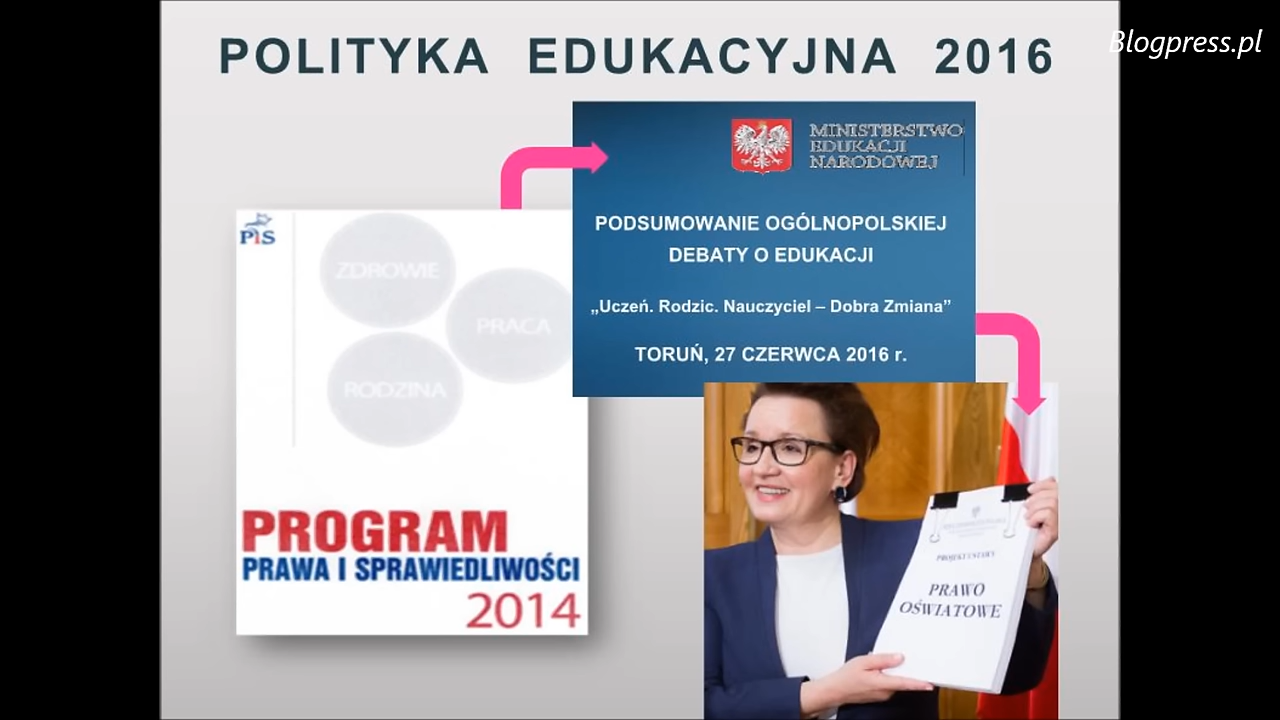 POLITYKA EDUKACYJNA 2016
Blogpress.pl
MINISTERSTWO
EDUKACJI
NARODOWEJ
PODSUMOWANIE OGÓLNOPOLSKIEJ
DEBATY O EDUKACJI
„Uczeń. Rodzic. Nauczyciel – Dobra Zmiana”
TORUŃ, 27 CZERWCA 2016 r.
PiS
ZDROWIE
PRACA
RODZINA
PROGRAM
PRAWA I SPRAWIEDLIWOŚCI
2014
PROJEKT USTAWY
PRAWO
OŚWIATOWE